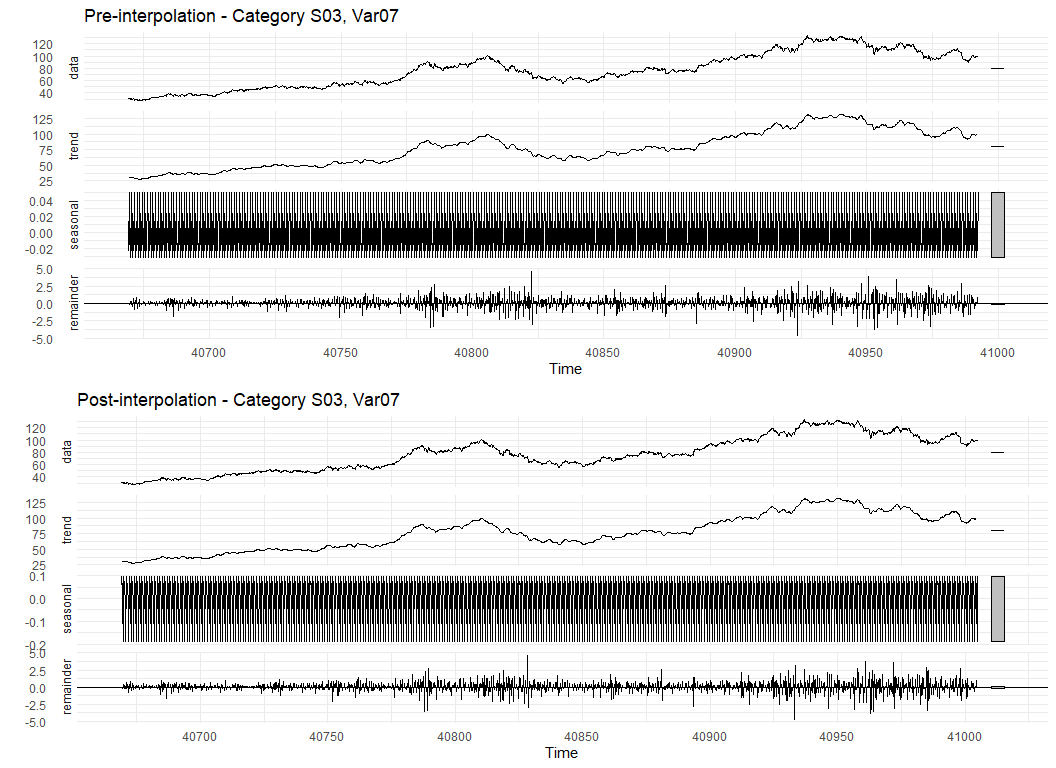 Pre-interpolation - Category S03, Var07
120
100
80
60
40
data
125
100
75
50
25
trend
0.04
0.02
0.00
-0.02
seasonal
5.0
2.5
0.0
-2.5
-5.0
remainder
40700 40750 40800 40850 40900 40950 41000
Time
Post-interpolation - Category S03, Var07
120
100
80
60
40
data
125
100
75
50
25
trend
0.1
0.0
-0.1
-0.2
seasonal
5.0
2.5
0.0
-2.5
-5.0
remainder
40700 40750 40800 40850 40900 40950 41000
Time